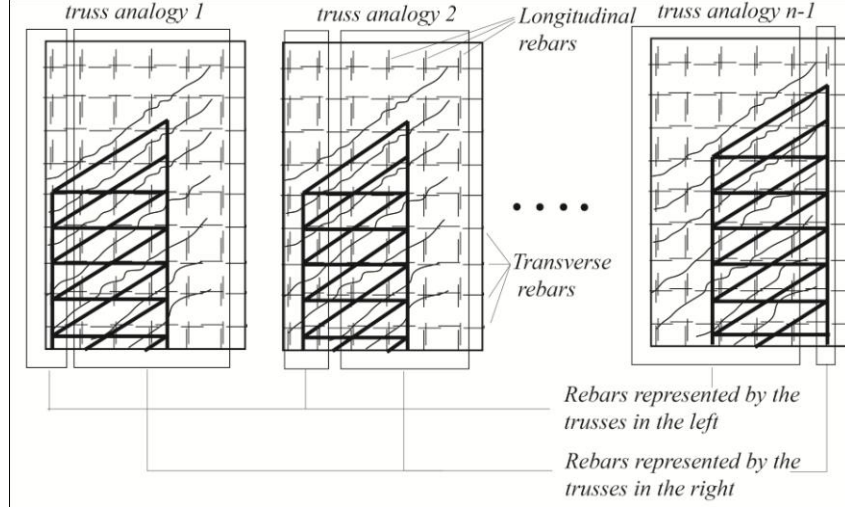 truss analogy 1
truss analogy 2
Longitudinal
rebars
truss analogy n-1
Transverse
rebars
Rebars represented by the
trusses in the left
Rebars represented by the
trusses in the right